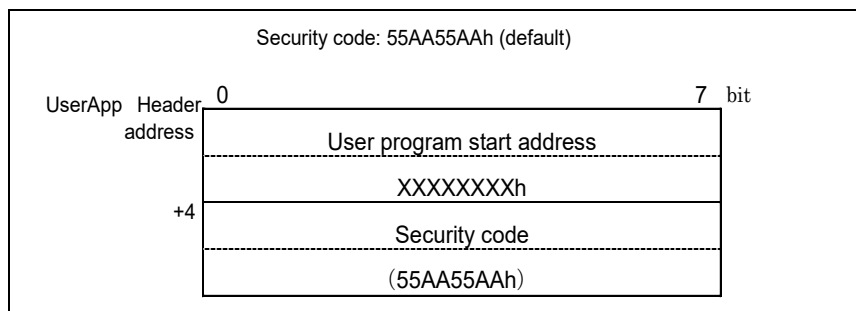 Security code: 55AA55AAh (default)
0 7 bit
UserApp Header
address
User program start address
XXXXXXXXh
+4
Security code
(55AA55AAh)